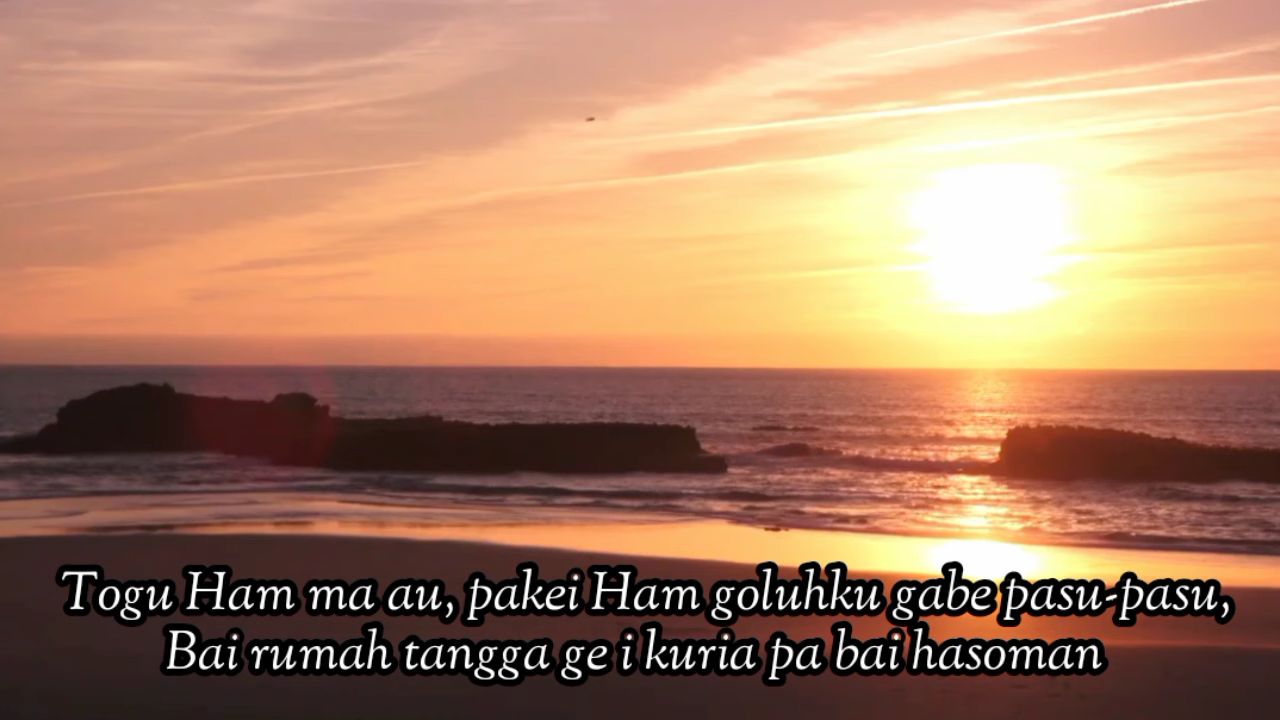 Togu Ham ma au, pakei Ham goluhku gabe pasu-pasu,
Bai rumah tangga ge i kuria pa bai hasoman